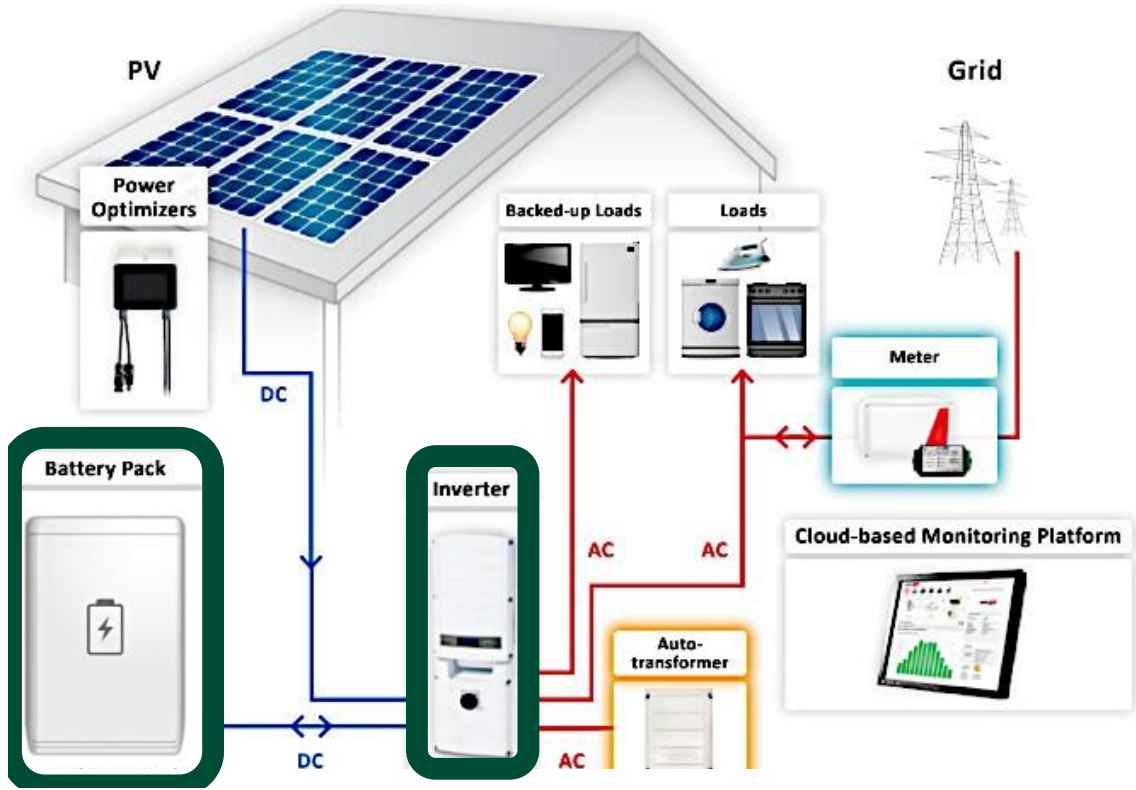 PV
Grid
Power
Optimizers
Backed-up Loads
Loads
Meter
DC
Battery Pack
Inverter
AC
AC
Cloud-based Monitoring Platform
Auto-
transformer
DC
AC